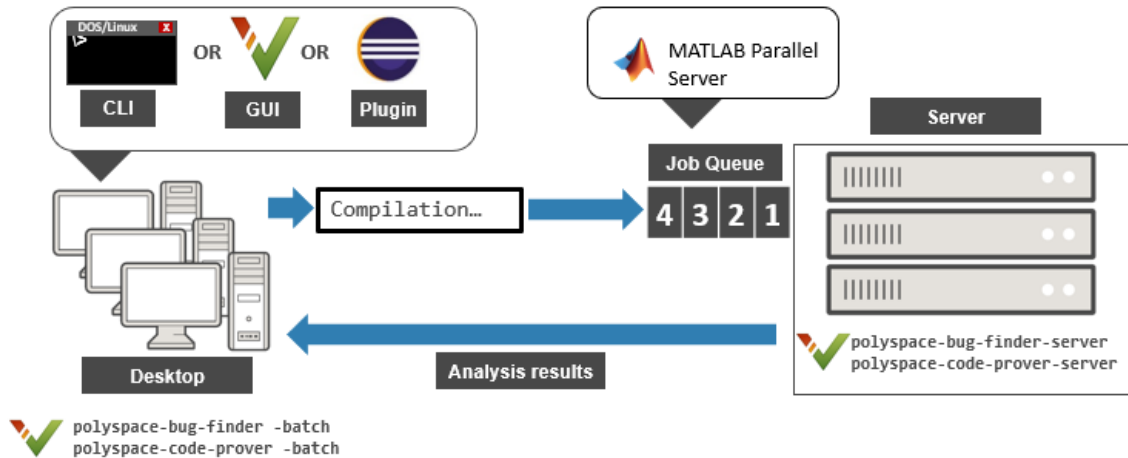 DOS/Linux X
\>
OR
OR
CLI
GUI
Plugin
MATLAB Parallel
Server
Server
Job Queue
4 3 2 1
Compilation…
polyspace-bug-finder-server
polyspace-code-prover-server
Desktop
Analysis results
polyspace-bug-finder -batch
polyspace-code-prover -batch